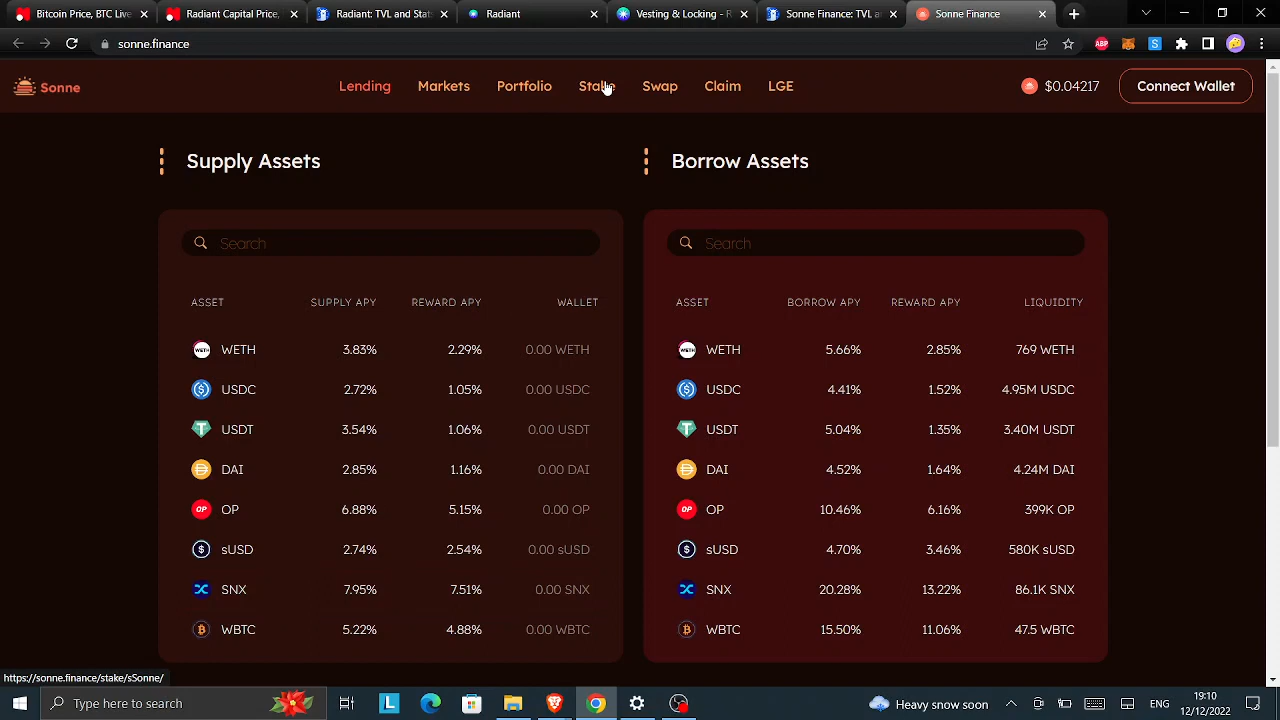 Bitcoin Price, BTC Live
Radiant Capital Price,
Radiant: TVL and Stat
Radiant
Vesting & Locking - R
Sonne Finance: TVL a
Sonne Finance
sonne.finance
ABP
S
Sonne
Lending
Markets
Portfolio
Stake
Swap
Claim
LGE
$0.04217
Connect Wallet
Supply Assets
Borrow Assets
Search
Search
ASSET SUPPLY APY REWARD APY WALLET
ASSET BORROW APY REWARD APY LIQUIDITY
WETH 3.83% 2.29% 0.00 WETH
WETH 5.66% 2.85% 769 WETH
USDC 2.72% 1.05% 0.00 USDC
USDC 4.41% 1.52% 4.95M USDC
USDT 3.54% 1.06% 0.00 USDT
USDT 5.04% 1.35% 3.40M USDT
DAI 2.85% 1.16% 0.00 DAI
DAI 4.52% 1.64% 4.24M DAI
OP OP 6.88% 5.15% 0.00 OP
OP OP 10.46% 6.16% 399K OP
sUSD 2.74% 2.54% 0.00 sUSD
sUSD 4.70% 3.46% 580K sUSD
SNX 7.95% 7.51% 0.00 SNX
SNX 20.28% 13.22% 86.1K SNX
WBTC 5.22% 4.88% 0.00 WBTC
WBTC 15.50% 11.06% 47.5 WBTC
https://sonne.finance/stake/sSonne/
Type here to search
L
Heavy snow soon
ENG
19:10
12/12/2022